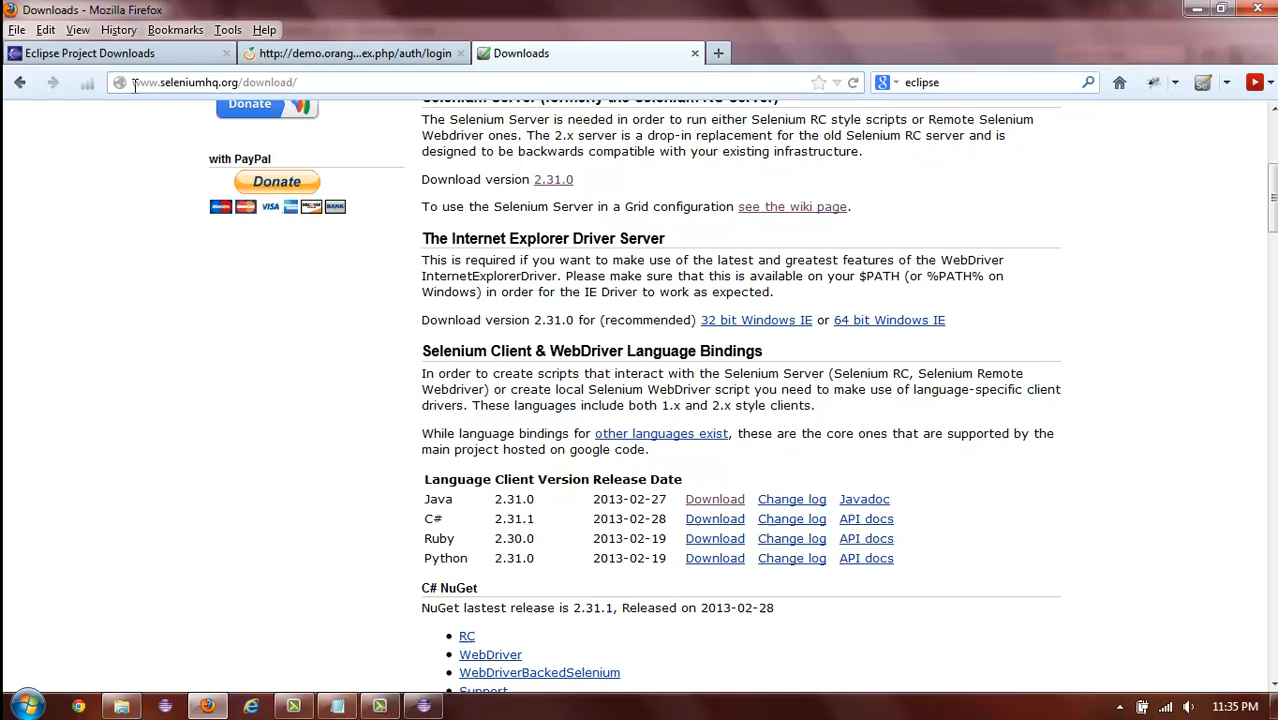 Downloads - Mozilla Firefox
File Edit View History Bookmarks Tools Help
Eclipse Project Downloads
http://demo.orang...ex.php/auth/login
Downloads
www.seleniumhq.org/download/
eclipse
Donate
with PayPal
Donate
VISA
BANK
Selenium Server (formerly the Selenium RC Server)
The Selenium Server is needed in order to run either Selenium RC style scripts or Remote Selenium
Webdriver ones. The 2.x server is a drop-in replacement for the old Selenium RC server and is
designed to be backwards compatible with your existing infrastructure.
Download version 2.31.0
To use the Selenium Server in a Grid configuration see the wiki page.
The Internet Explorer Driver Server
This is required if you want to make use of the latest and greatest features of the WebDriver
InternetExplorerDriver. Please make sure that this is available on your $PATH (or %PATH% on
Windows) in order for the IE Driver to work as expected.
Download version 2.31.0 for (recommended) 32 bit Windows IE or 64 bit Windows IE
Selenium Client & WebDriver Language Bindings
In order to create scripts that interact with the Selenium Server (Selenium RC, Selenium Remote
Webdriver) or create local Selenium WebDriver script you need to make use of language-specific client
drivers. These languages include both 1.x and 2.x style clients.
While language bindings for other languages exist, these are the core ones that are supported by the
main project hosted on google code.
Language Client Version Release Date
Java 2.31.0 2013-02-27 Download Change log Javadoc
C# 2.31.1 2013-02-28 Download Change log API docs
Ruby 2.30.0 2013-02-19 Download Change log API docs
Python 2.31.0 2013-02-19 Download Change log API docs
C# NuGet
NuGet lastest release is 2.31.1, Released on 2013-02-28
RC
WebDriver
WebDriverBackedSelenium
Support
11:35 PM